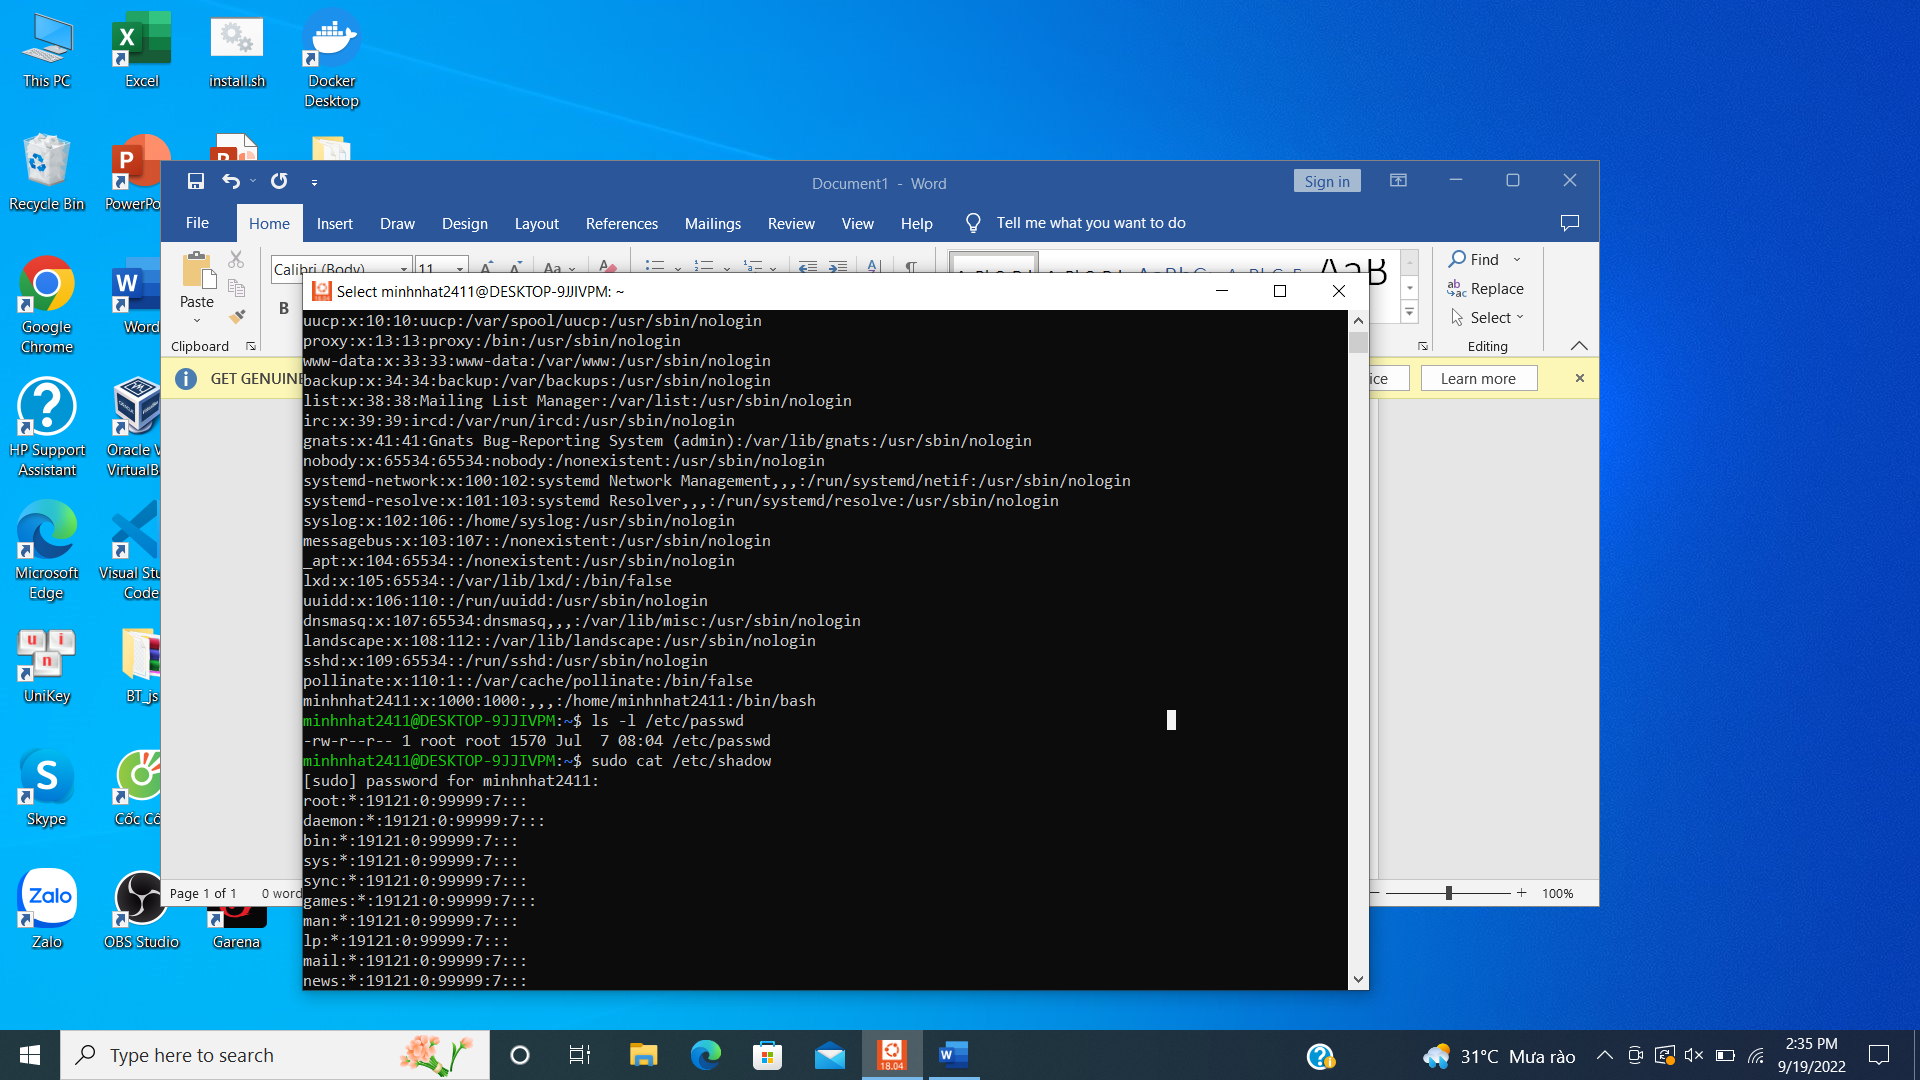 This PC
Excel
install.sh
Docker
Desktop
Recycle Bin
Google
Chrome
Word
HP Support
Assistant
Microsoft
Edge
Code
UniKey
BT_js
Skype
Zalo
OBS Studio
Garena
Document1 - Word
Sign in
File
Home
Insert
Draw
Design
Layout
References
Mailings
Review
View
Help
Tell me what you want to do
Paste
Clipboard
Calibri (Body)
11
B
Find
Replace
Select
Editing
Learn more
Select minhnhat2411@DESKTOP-9JJIVPM: ~
uucp:x:10:10:uucp:/var/spool/uucp:/usr/sbin/nologin
proxy:x:13:13:proxy:/bin:/usr/sbin/nologin
www-data:x:33:33:www-data:/var/www:/usr/sbin/nologin
backup:x:34:34:backup:/var/backups:/usr/sbin/nologin
list:x:38:38:Mailing List Manager:/var/list:/usr/sbin/nologin
irc:x:39:39:ircd:/var/run/ircd:/usr/sbin/nologin
gnats:x:41:41:Gnats Bug-Reporting System (admin):/var/lib/gnats:/usr/sbin/nologin
nobody:x:65534:65534:nobody:/nonexistent:/usr/sbin/nologin
systemd-network:x:100:102:systemd Network Management,,,:/run/systemd/netif:/usr/sbin/nologin
systemd-resolve:x:101:103:systemd Resolver,,,:/run/systemd/resolve:/usr/sbin/nologin
syslog:x:102:106::/home/syslog:/usr/sbin/nologin
messagebus:x:103:107::/nonexistent:/usr/sbin/nologin
_apt:x:104:65534::/nonexistent:/usr/sbin/nologin
lxd:x:105:65534::/var/lib/lxd/:/bin/false
uuidd:x:106:110::/run/uuidd:/usr/sbin/nologin
dnsmasq:x:107:65534:dnsmasq,,,:/var/lib/misc:/usr/sbin/nologin
landscape:x:108:112::/var/lib/landscape:/usr/sbin/nologin
sshd:x:109:65534::/run/sshd:/usr/sbin/nologin
pollinate:x:110:1::/var/cache/pollinate:/bin/false
minhnhat2411:x:1000:1000:,,,:/home/minhnhat2411:/bin/bash
minhnhat2411@DESKTOP-9JJIVPM:~$ ls -l /etc/passwd
-rw-r--r-- 1 root root 1570 Jul  7 08:04 /etc/passwd
minhnhat2411@DESKTOP-9JJIVPM:~$ sudo cat /etc/shadow
[sudo] password for minhnhat2411:
root:*:19121:0:99999:7:::
daemon:*:19121:0:99999:7:::
bin:*:19121:0:99999:7:::
sys:*:19121:0:99999:7:::
sync:*:19121:0:99999:7:::
games:*:19121:0:99999:7:::
man:*:19121:0:99999:7:::
lp:*:19121:0:99999:7:::
mail:*:19121:0:99999:7:::
news:*:19121:0:99999:7:::
Page 1 of 1
0 word
100%
Type here to search
31°C Mưa rào
2:35 PM
9/19/2022